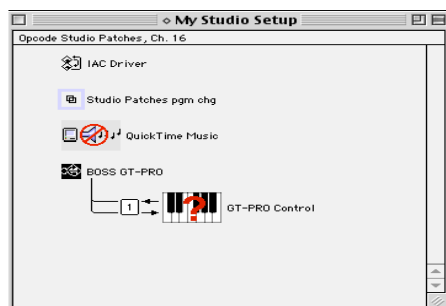 My Studio Setup
Opcode Studio Patches, Ch. 16
IAC Driver
Studio Patches pgm chg
QuickTime Music
BOSS GT-PRO
1
?
GT-PRO Control